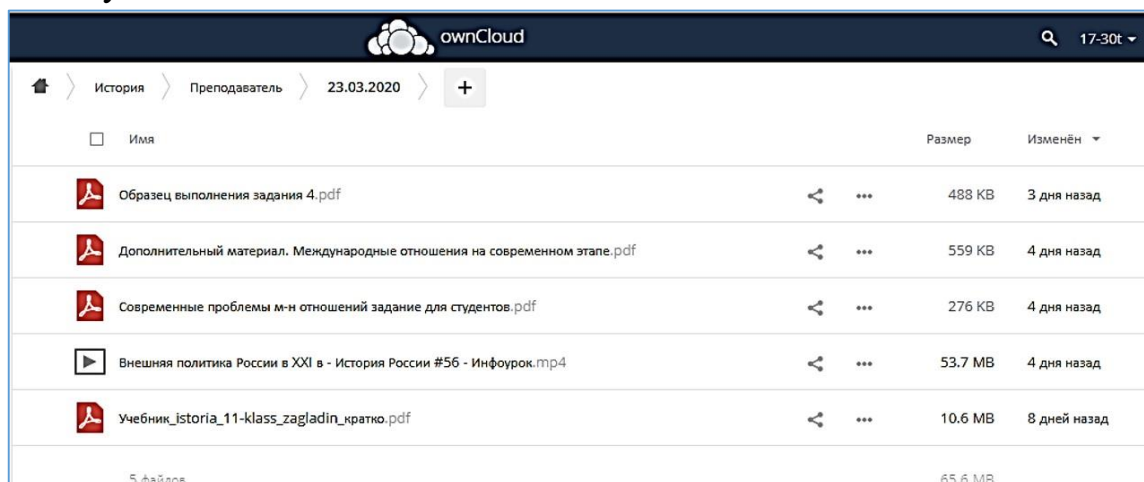 ownCloud 17-30t
История Преподаватель 23.03.2020 +
Имя Размер Изменён
Образец выполнения задания 4.pdf 488 KB 3 дня назад
Дополнительный материал. Международные отношения на современном этапе.pdf 559 KB 4 дня назад
Современные проблемы м-н отношений задание для студентов.pdf 276 KB 4 дня назад
Внешняя политика России в XXI в - История России #56 - Инфоурок.mp4 53.7 MB 4 дня назад
Учебник_istoria_11-klass_zagladin_кратко.pdf 10.6 MB 8 дней назад
5 файлов 65.6 MB